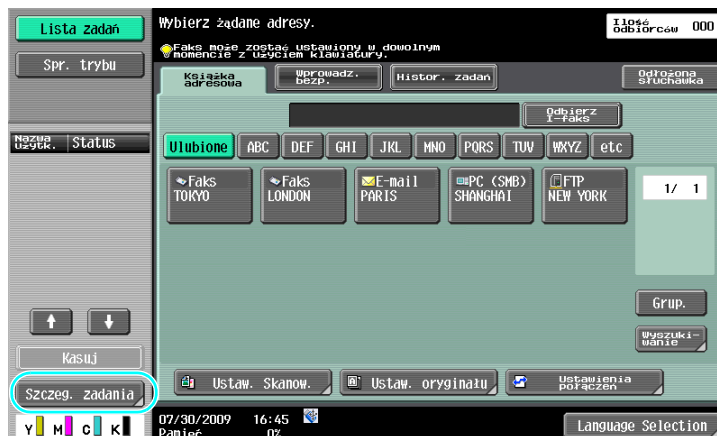 Lista zadań
Spr. trybu
Nazwa użytk.
Status
Kasuj
Szczeg. zadania
Y M C K
Wybierz żądane adresy.
Ilość odbiorców 000
Faks może zostać ustawiony w dowolnym
momencie z użyciem klawiatury.
Książka adresowa
Wprowadz. bezp.
Histor. zadań
Odłożona słuchawka
Odbierz I-faks
Ulubione ABC DEF GHI JKL MNO PQRS TUV WXYZ etc
Faks TOKYO
Faks LONDON
E-mail PARIS
PC (SMB) SHANGHAI
FTP NEW YORK
1/ 1
Grup.
Wyszuki-
wanie
Ustaw. Skanow.
Ustaw. oryginału
Ustawienia połączeń
07/30/2009 16:45
Pamięć 0%
Language Selection